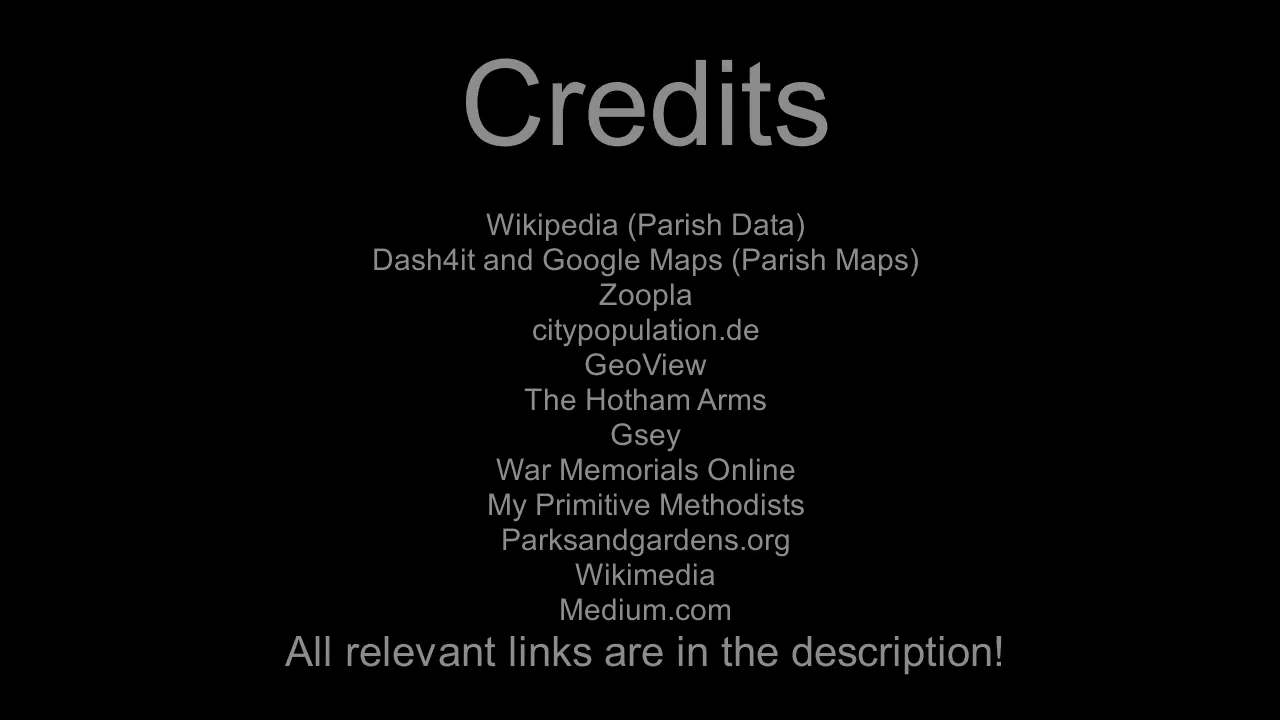 Credits
Wikipedia (Parish Data)
Dash4it and Google Maps (Parish Maps)
Zoopla
citypopulation.de
GeoView
The Hotham Arms
Gsey
War Memorials Online
My Primitive Methodists
Parksandgardens.org
Wikimedia
Medium.com
All relevant links are in the description!